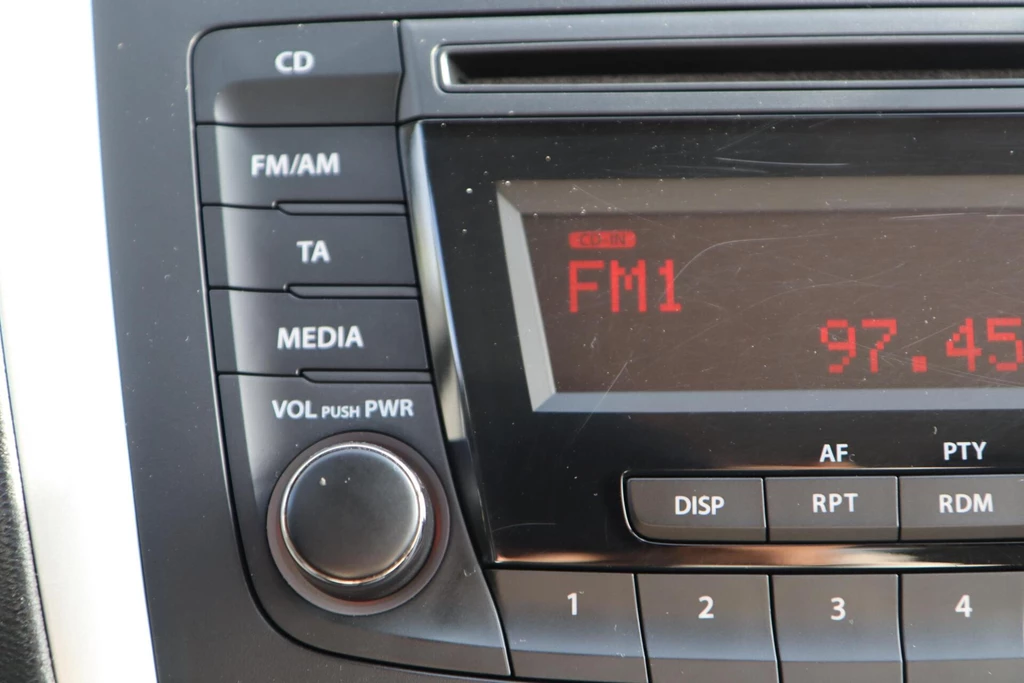 CD
FM/AM
TA
MEDIA
VOL PUSH PWR
CD-IN
FM1
97.45
AF PTY
DISP RPT RDM
1 2 3 4